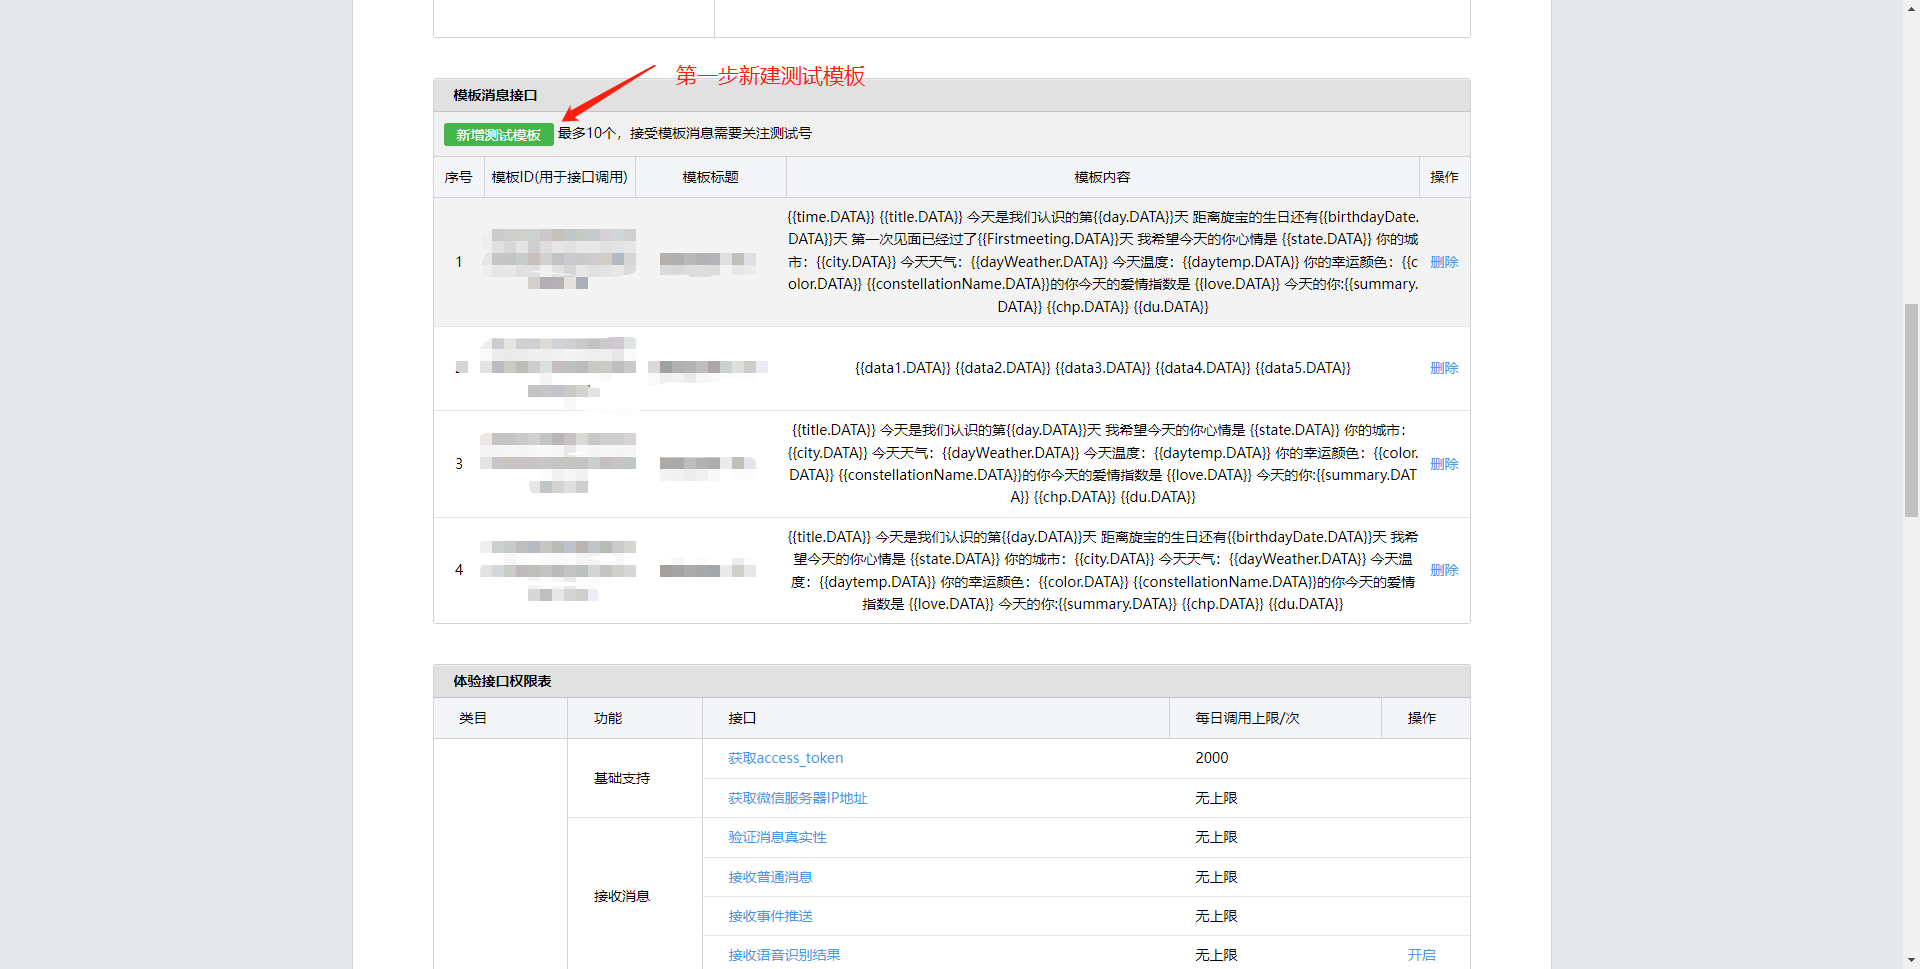 第一步新建测试模板
模板消息接口
新增测试模板 最多10个，接受模板消息需要关注测试号
序号 模板ID(用于接口调用) 模板标题 模板内容 操作
{{time.DATA}} {{title.DATA}} 今天是我们认识的第{{day.DATA}}天 距离旋宝的生日还有{{birthdayDate.
DATA}}天 第一次见面已经过了{{Firstmeeting.DATA}}天 我希望今天的你心情是 {{state.DATA}} 你的城
1 市：{{city.DATA}} 今天天气：{{dayWeather.DATA}} 今天温度：{{daytemp.DATA}} 你的幸运颜色：{{c 删除
olor.DATA}} {{constellationName.DATA}}的你今天的爱情指数是 {{love.DATA}} 今天的你:{{summary.
DATA}} {{chp.DATA}} {{du.DATA}}
{{data1.DATA}} {{data2.DATA}} {{data3.DATA}} {{data4.DATA}} {{data5.DATA}} 删除
{{title.DATA}} 今天是我们认识的第{{day.DATA}}天 我希望今天的你心情是 {{state.DATA}} 你的城市：
{{city.DATA}} 今天天气：{{dayWeather.DATA}} 今天温度：{{daytemp.DATA}} 你的幸运颜色：{{color.
3 DATA}} {{constellationName.DATA}}的你今天的爱情指数是 {{love.DATA}} 今天的你:{{summary.DAT 删除
A}} {{chp.DATA}} {{du.DATA}}
{{title.DATA}} 今天是我们认识的第{{day.DATA}}天 距离旋宝的生日还有{{birthdayDate.DATA}}天 我希
望今天的你心情是 {{state.DATA}} 你的城市：{{city.DATA}} 今天天气：{{dayWeather.DATA}} 今天温
4 度：{{daytemp.DATA}} 你的幸运颜色：{{color.DATA}} {{constellationName.DATA}}的你今天的爱情 删除
指数是 {{love.DATA}} 今天的你:{{summary.DATA}} {{chp.DATA}} {{du.DATA}}
体验接口权限表
类目 功能 接口 每日调用上限/次 操作
基础支持 获取access_token 2000
获取微信服务器IP地址 无上限
验证消息真实性 无上限
接收消息 接收普通消息 无上限
接收事件推送 无上限
接收语音识别结果 无上限 开启